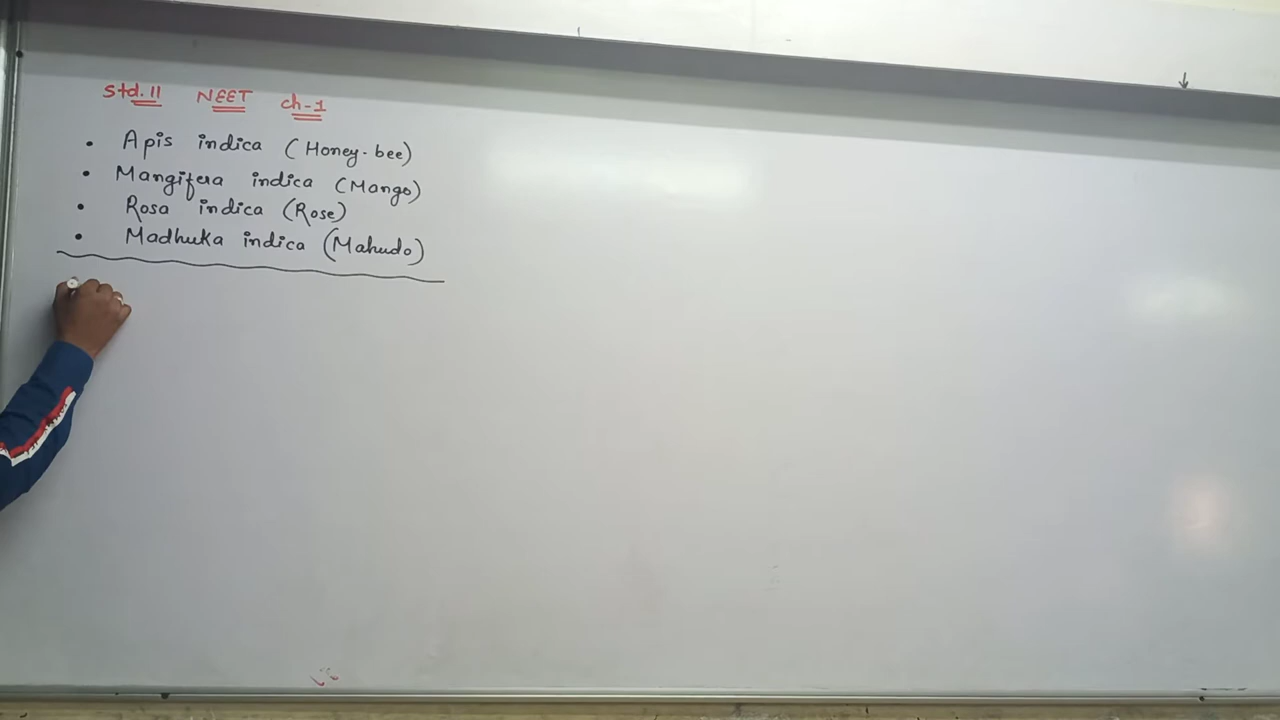 Std. 11 NEET ch-1
• Apis indica (Honey-bee)
• Mangifera indica (Mango)
• Rosa indica (Rose)
• Madhuka indica (Mahudo)